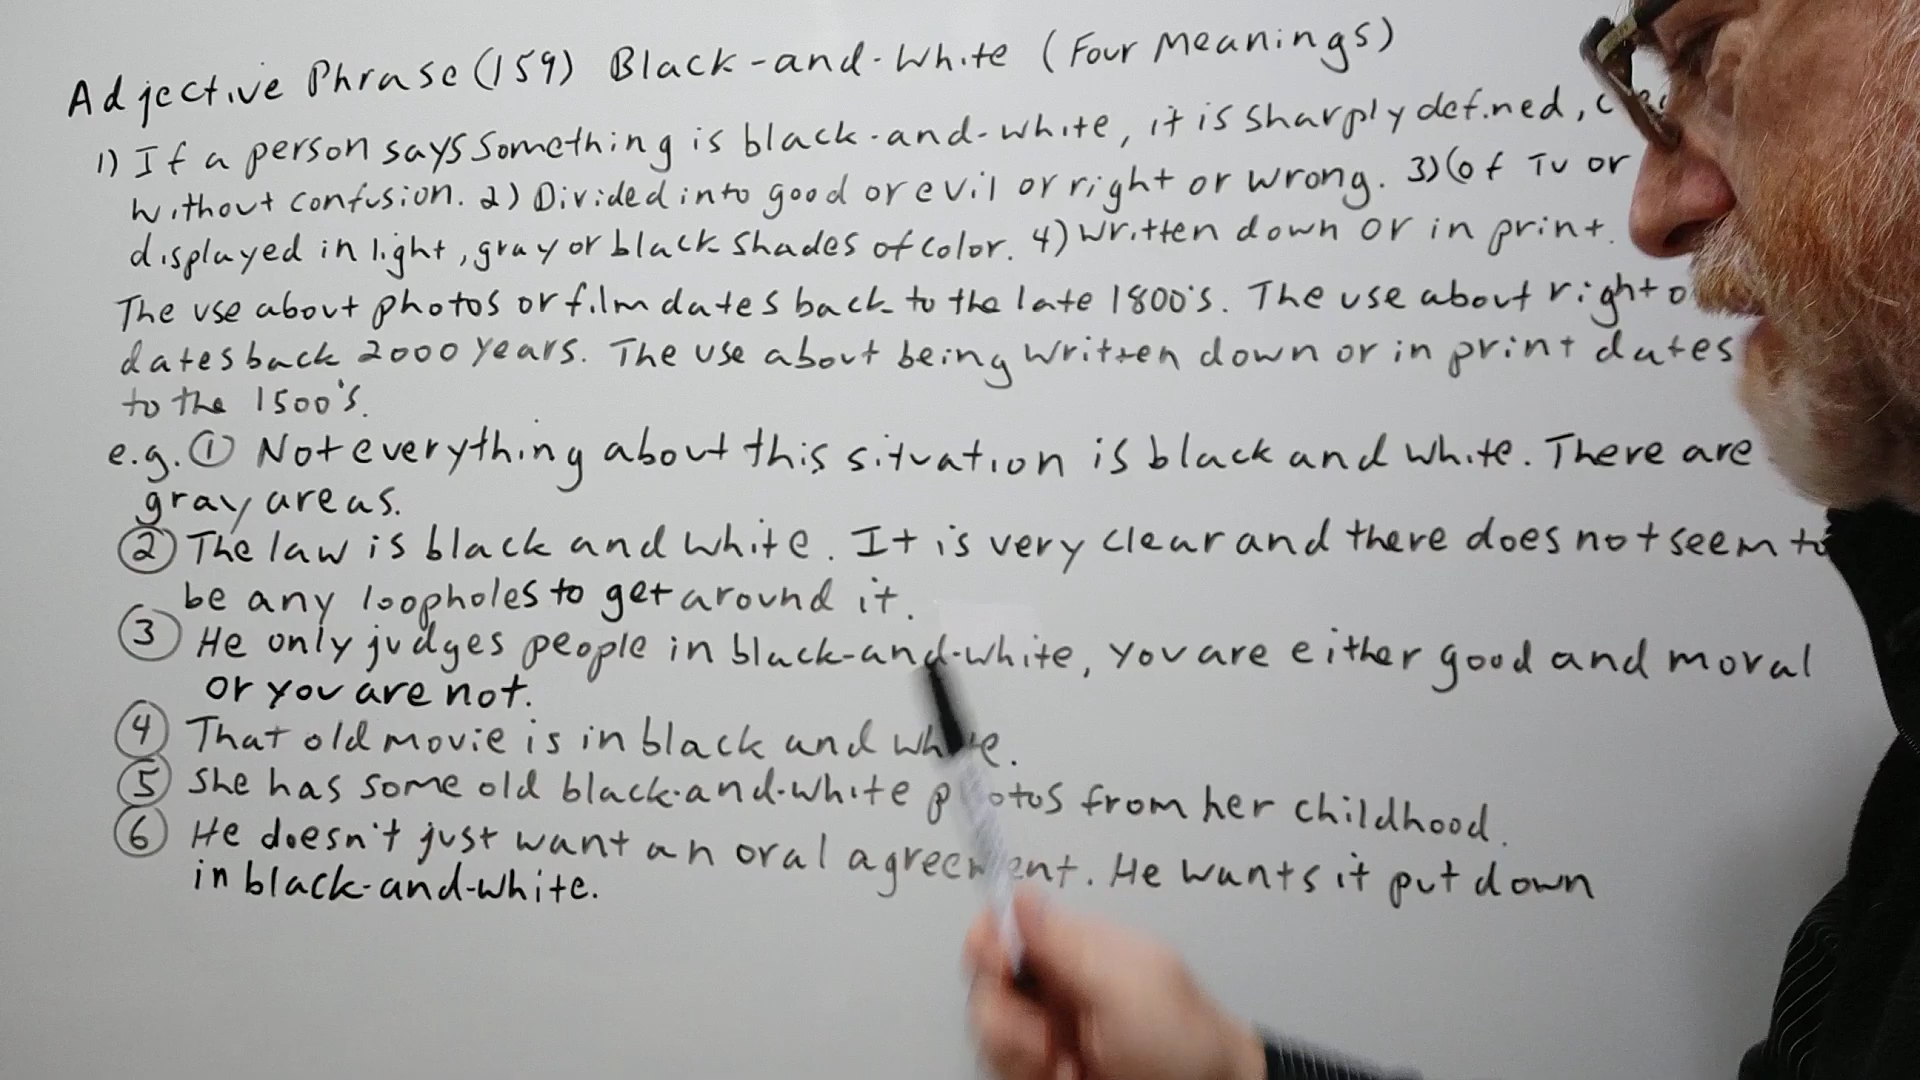 Adjective Phrase (159) Black-and-White (Four Meanings)
1) If a person says something is black-and-white, it is sharply defined,
without confusion. 2) Divided into good or evil or right or wrong. 3) (of TV or
displayed in light, gray or black shades of color. 4) written down or in print.
The use about photos or film dates back to the late 1800's. The use about right
dates back 2000 years. The use about being written down or in print dates
to the 1500's.
e.g. ① Not everything about this situation is black and white. There are
gray areas.
② The law is black and white. It is very clear and there does not seem to
be any loopholes to get around it.
③ He only judges people in black-and-white, you are either good and moral
or you are not.
④ That old movie is in black and white.
⑤ She has some old black-and-white photos from her childhood.
⑥ He doesn't just want an oral agreement. He wants it put down
in black-and-white.